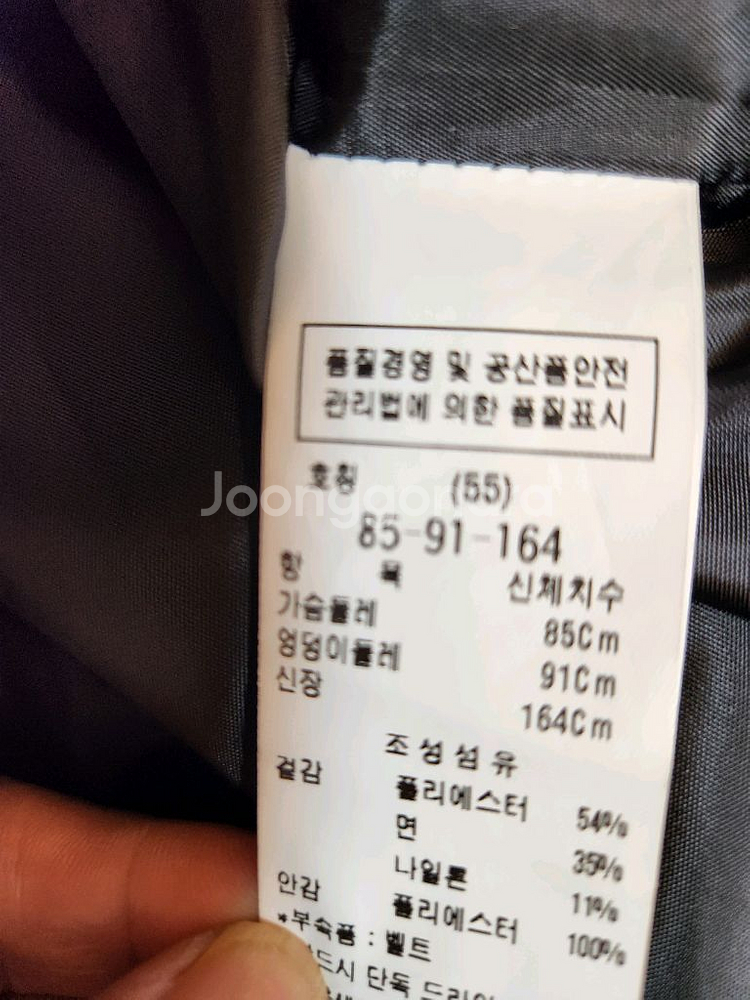 품질경영 및 공산품안전
관리법에 의한 품질표시
호칭 (55)
85-91-164
항 목 신체치수
가슴둘레 85Cm
엉덩이둘레 91Cm
신장 164Cm
조성섬유
겉감 폴리에스터 54%
면 35%
나일론 11%
안감 폴리에스터 100%
*부속품 : 벨트
단독